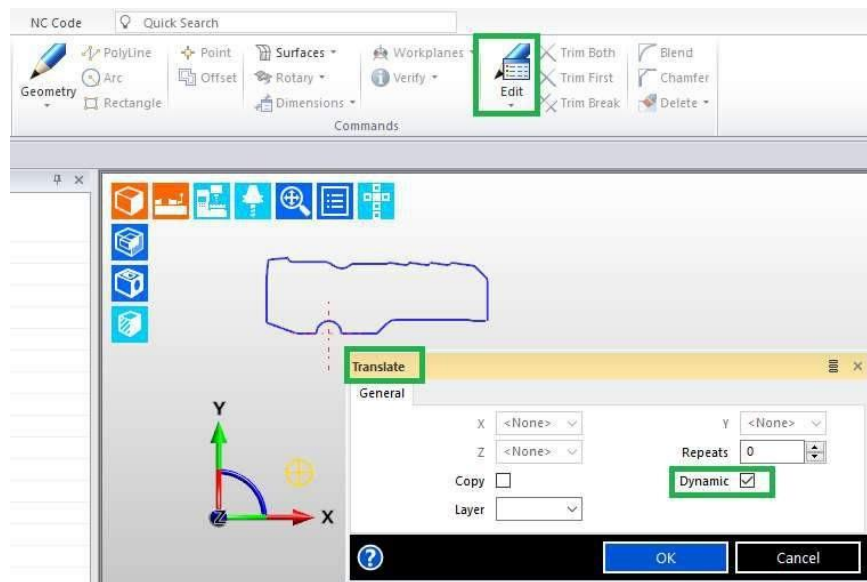 NC Code Quick Search
PolyLine Point Surfaces Workplanes Trim Both Blend
Geometry Arc Offset Rotary Verify Edit Trim First Chamfer
Rectangle Dimensions Trim Break Delete
Commands
Translate
General
X <None> Y <None>
Z <None> Repeats 0
Copy Dynamic
Layer
Y
Z X
? OK Cancel